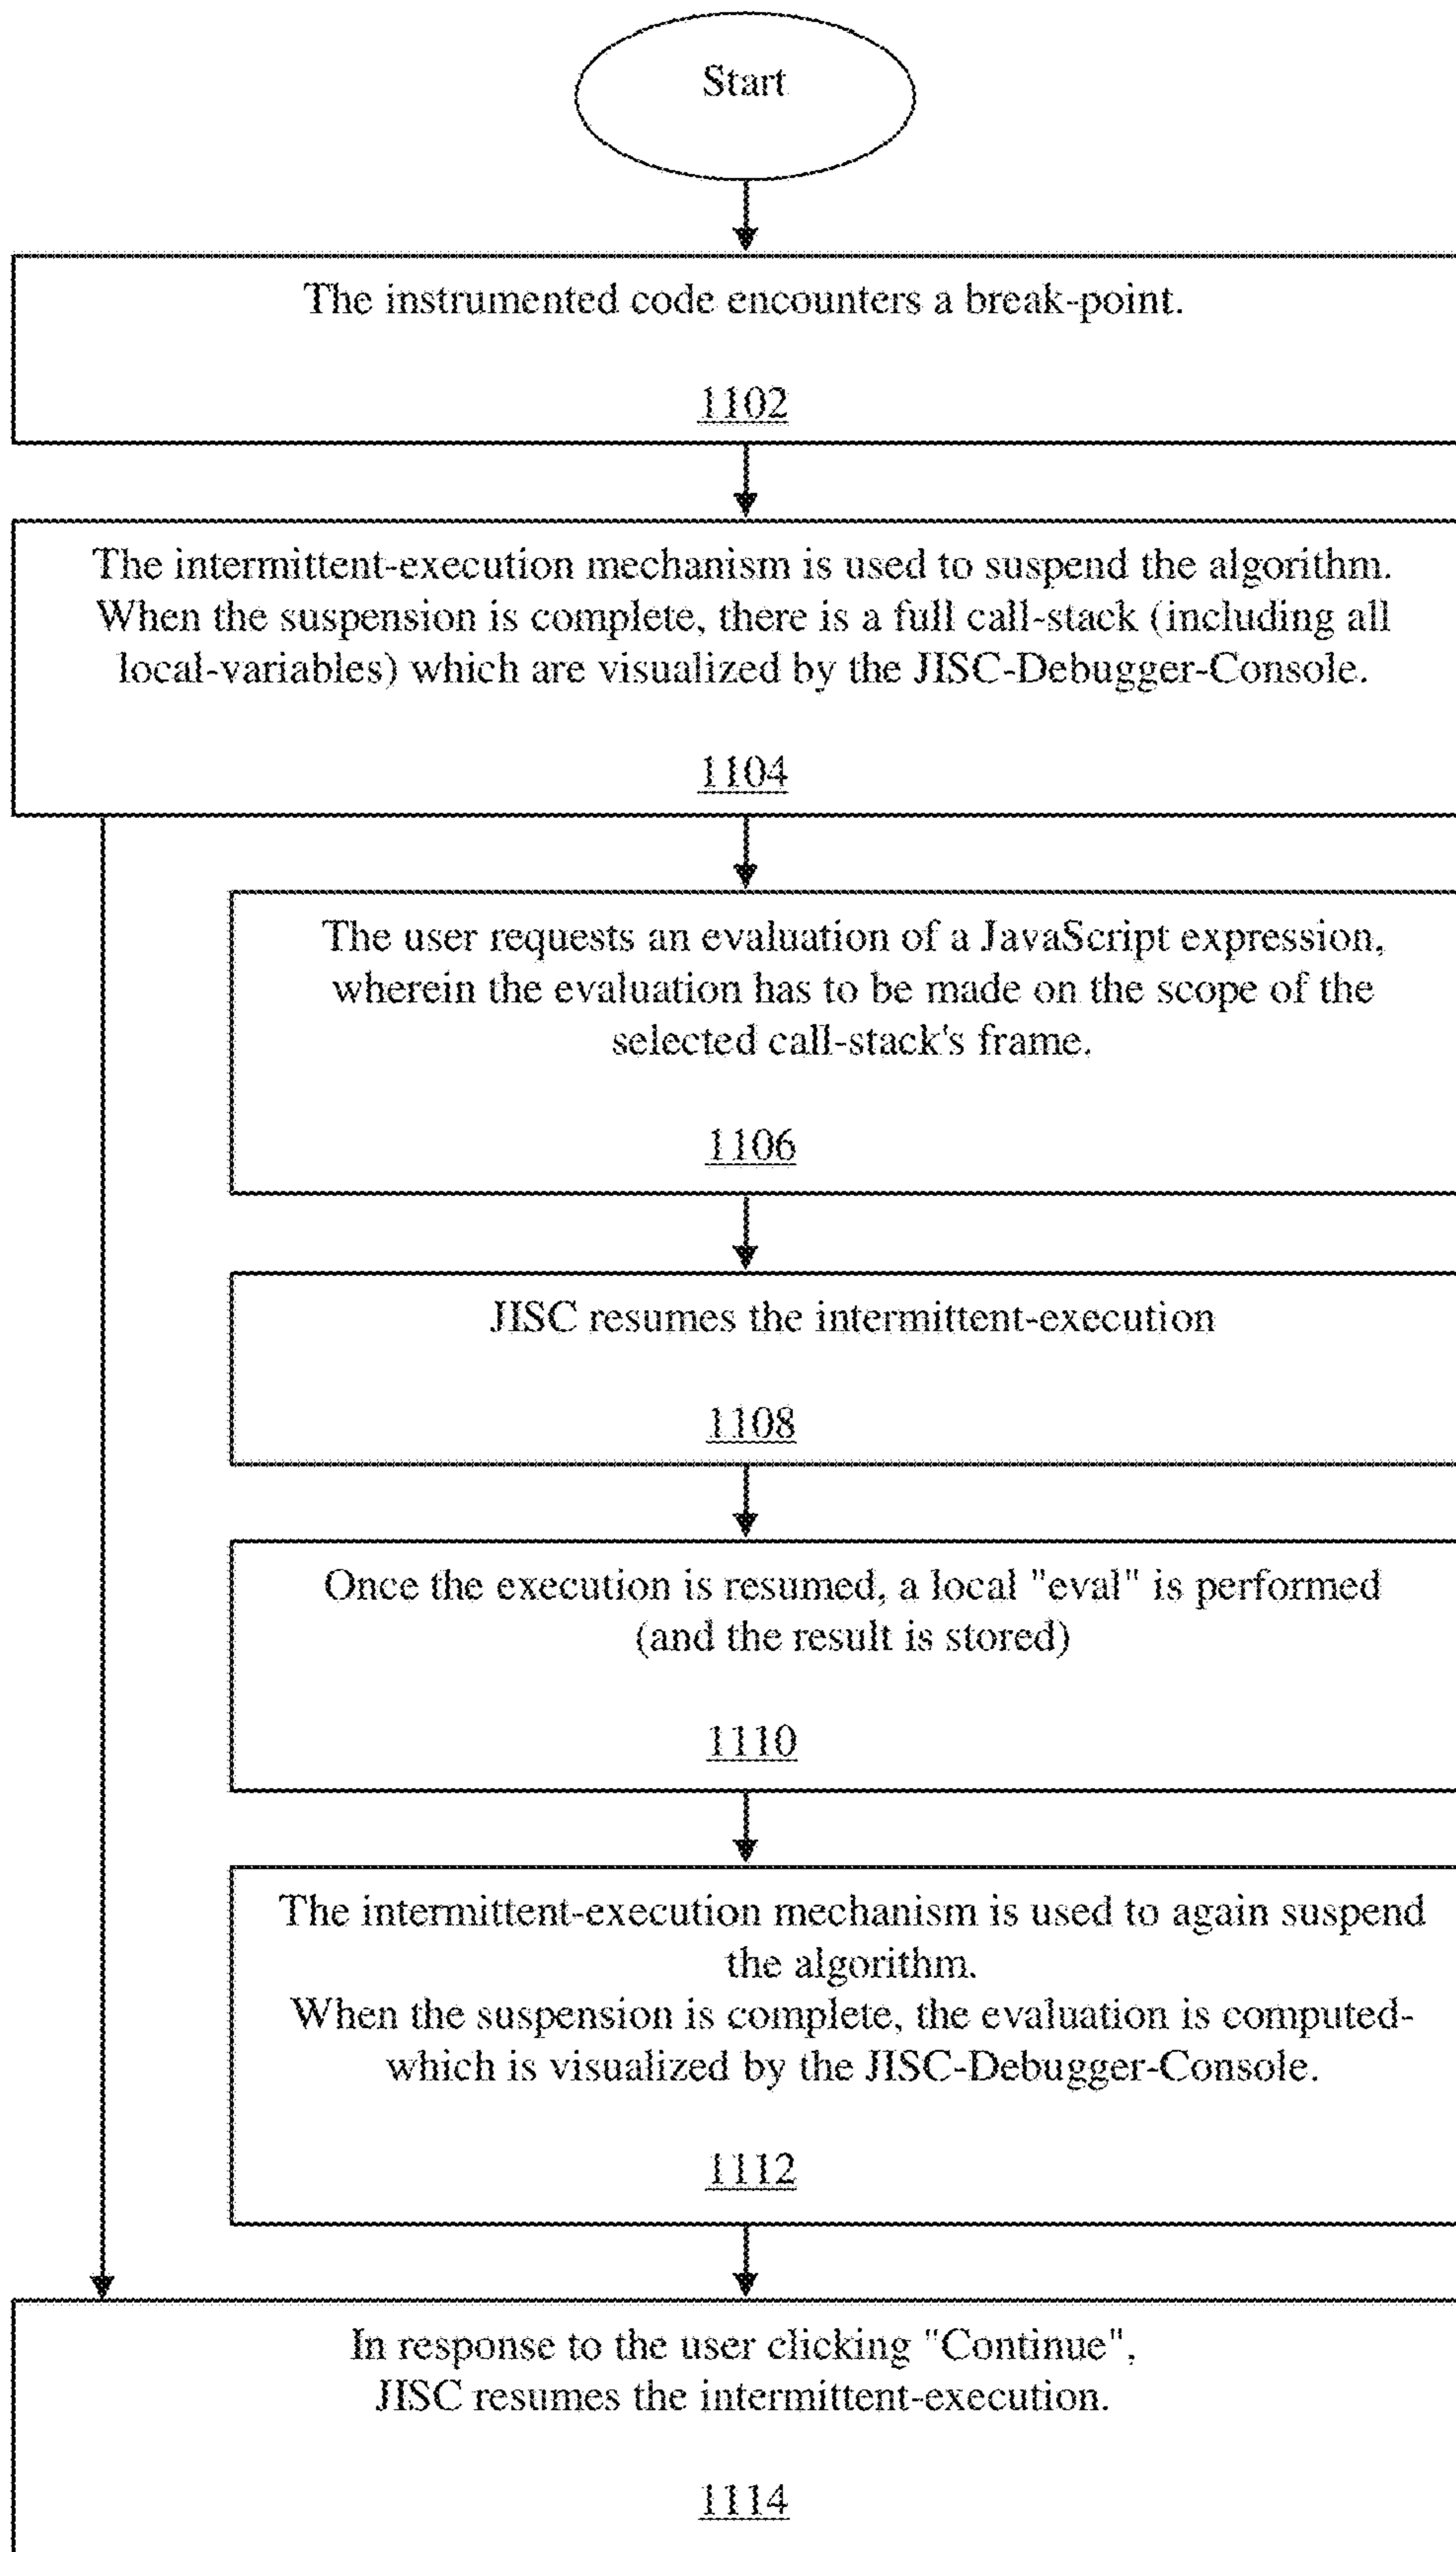 Start
The instrumented code encounters a break-point.
1102
The intermittent-execution mechanism is used to suspend the algorithm.
When the suspension is complete, there is a full call-stack (including all
local-variables) which are visualized by the JISC-Debugger-Console.
1104
The user requests an evaluation of a JavaScript expression,
wherein the evaluation has to be made on the scope of the
selected call-stack's frame.
1106
JISC resumes the intermittent-execution
1108
Once the execution is resumed, a local "eval" is performed
(and the result is stored)
1110
The intermittent-execution mechanism is used to again suspend
the algorithm.
When the suspension is complete, the evaluation is computed-
which is visualized by the JISC-Debugger-Console.
1112
In response to the user clicking "Continue",
JISC resumes the intermittent-execution.
1114